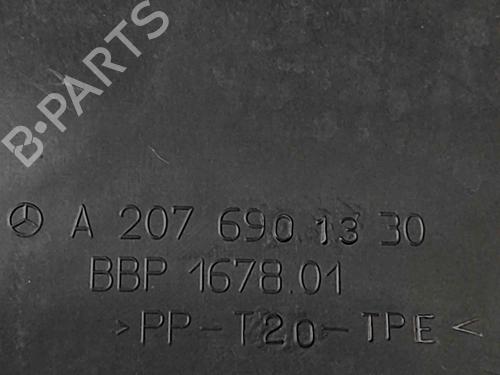 B-PARTS
A 207 690 13 30
BBP 1678.01
>PP-T20-TPE<